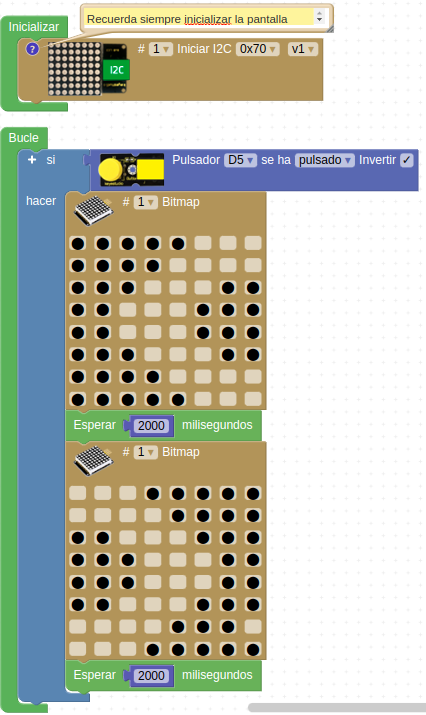 Recuerda siempre inicializar la pantalla
Inicializar
? I2C # 1 Iniciar I2C 0x70 v1
Bucle
+ si Pulsador D5 se ha pulsado Invertir ✓
hacer # 1 Bitmap
Esperar 2000 milisegundos
# 1 Bitmap
Esperar 2000 milisegundos